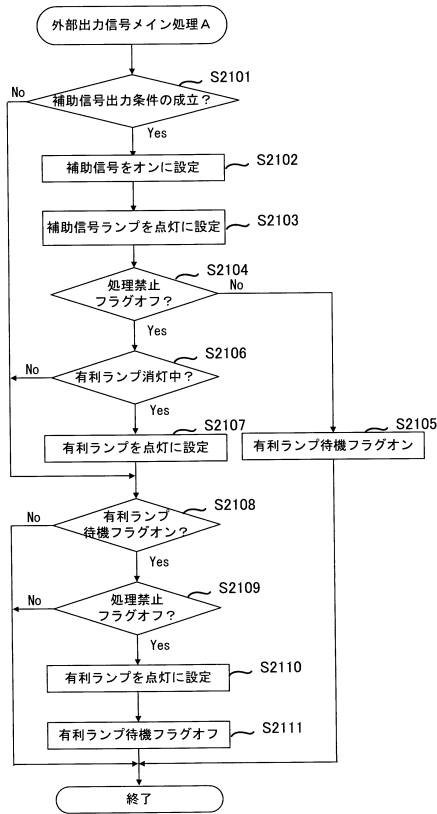 外部出力信号メイン処理A
S2101
No
補助信号出力条件の成立？
Yes
S2102
補助信号をオンに設定
S2103
補助信号ランプを点灯に設定
S2104
処理禁止
フラグオフ？
No
Yes
S2106
No
有利ランプ消灯中？
Yes
S2107
有利ランプを点灯に設定
S2105
有利ランプ待機フラグオン
S2108
No
有利ランプ
待機フラグオン？
Yes
S2109
No
処理禁止
フラグオフ？
Yes
S2110
有利ランプを点灯に設定
S2111
有利ランプ待機フラグオフ
終了